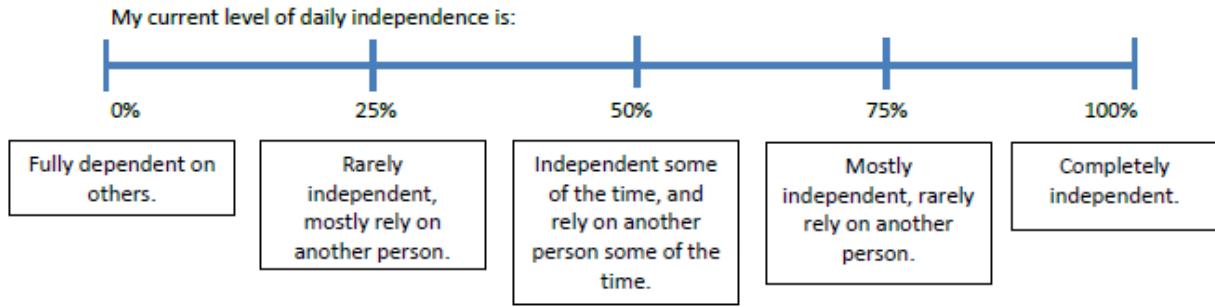 My current level of daily independence is:
0%
25%
50%
75%
100%
Fully dependent on
others.
Rarely
independent,
mostly rely on
another person.
Independent some
of the time, and
rely on another
person some of the
time.
Mostly
independent, rarely
rely on another
person.
Completely
independent.